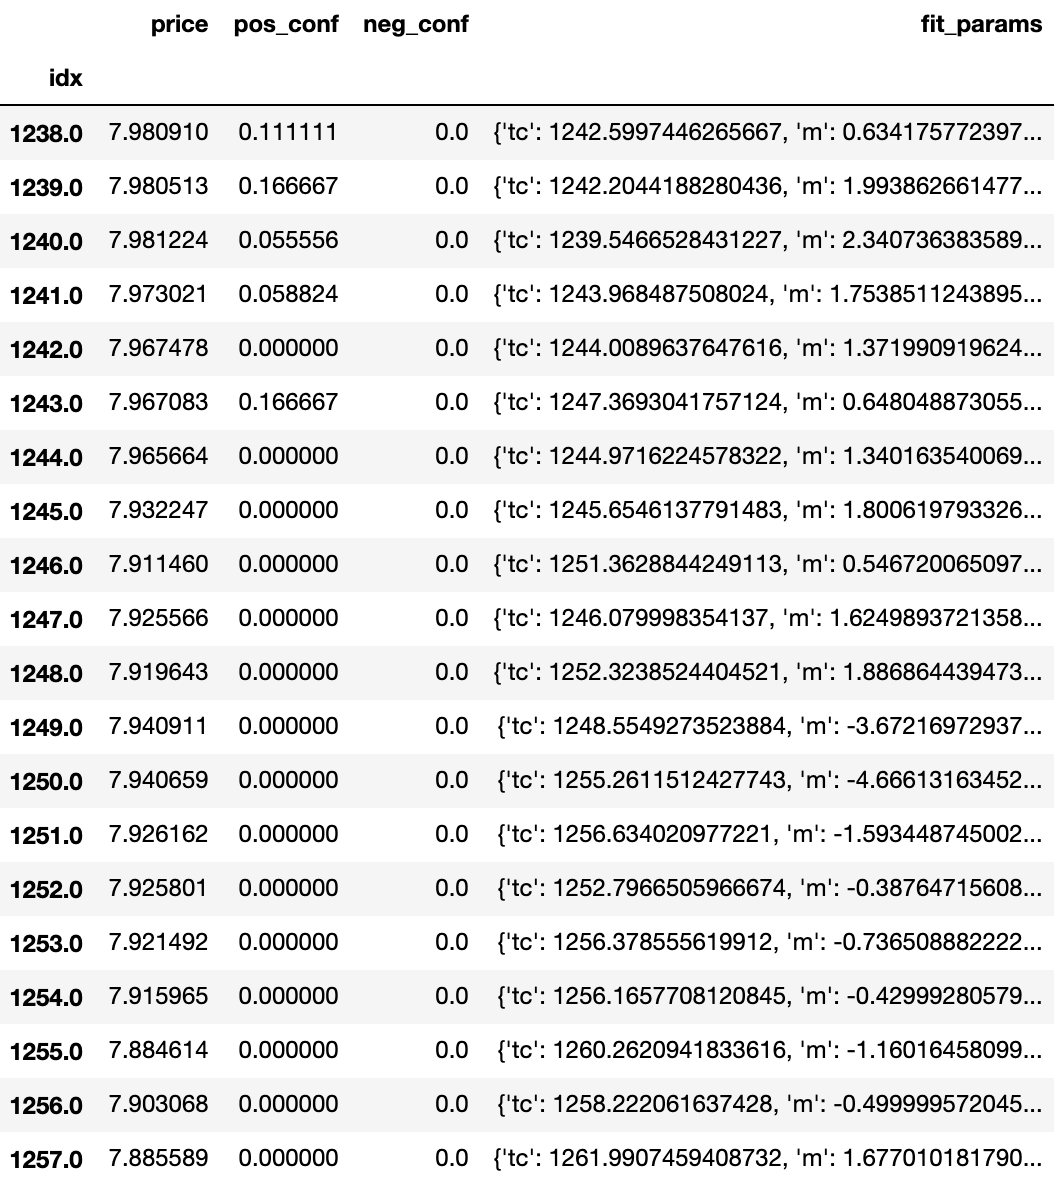 price pos_conf neg_conf fit_params
idx
1238.0 7.980910 0.111111 0.0 {'tc': 1242.5997446265667, 'm': 0.634175772397...
1239.0 7.980513 0.166667 0.0 {'tc': 1242.2044188280436, 'm': 1.993862661477...
1240.0 7.981224 0.055556 0.0 {'tc': 1239.5466528431227, 'm': 2.340736383589...
1241.0 7.973021 0.058824 0.0 {'tc': 1243.968487508024, 'm': 1.7538511243895...
1242.0 7.967478 0.000000 0.0 {'tc': 1244.0089637647616, 'm': 1.371990919624...
1243.0 7.967083 0.166667 0.0 {'tc': 1247.3693041757124, 'm': 0.648048873055...
1244.0 7.965664 0.000000 0.0 {'tc': 1244.9716224578322, 'm': 1.340163540069...
1245.0 7.932247 0.000000 0.0 {'tc': 1245.6546137791483, 'm': 1.800619793326...
1246.0 7.911460 0.000000 0.0 {'tc': 1251.3628844249113, 'm': 0.546720065097...
1247.0 7.925566 0.000000 0.0 {'tc': 1246.079998354137, 'm': 1.6249893721358...
1248.0 7.919643 0.000000 0.0 {'tc': 1252.3238524404521, 'm': 1.886864439473...
1249.0 7.940911 0.000000 0.0 {'tc': 1248.5549273523884, 'm': -3.67216972937...
1250.0 7.940659 0.000000 0.0 {'tc': 1255.2611512427743, 'm': -4.66613163452...
1251.0 7.926162 0.000000 0.0 {'tc': 1256.634020977221, 'm': -1.593448745002...
1252.0 7.925801 0.000000 0.0 {'tc': 1252.7966505966674, 'm': -0.38764715608...
1253.0 7.921492 0.000000 0.0 {'tc': 1256.378555619912, 'm': -0.736508882222...
1254.0 7.915965 0.000000 0.0 {'tc': 1256.1657708120845, 'm': -0.42999280579...
1255.0 7.884614 0.000000 0.0 {'tc': 1260.2620941833616, 'm': -1.16016458099...
1256.0 7.903068 0.000000 0.0 {'tc': 1258.222061637428, 'm': -0.499999572045...
1257.0 7.885589 0.000000 0.0 {'tc': 1261.9907459408732, 'm': 1.677010181790...